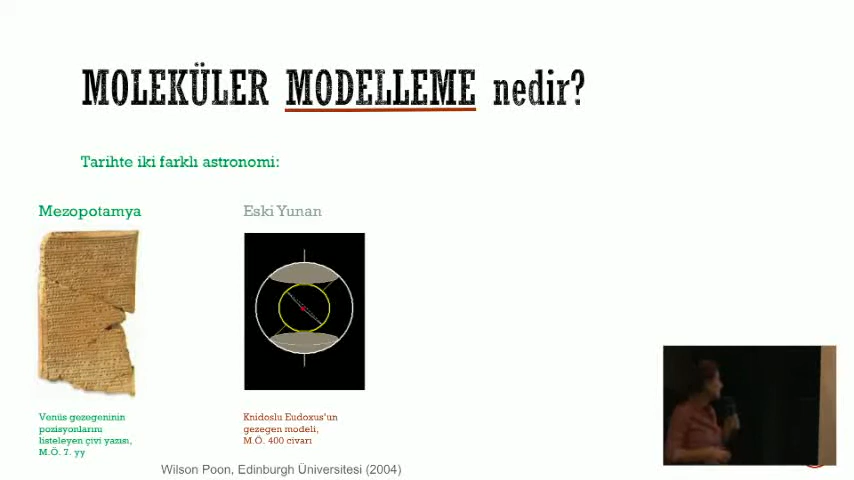 MOLEKÜLER MODELLEME nedir?
Tarihte iki farklı astronomi:
Mezopotamya
Eski Yunan
Venüs gezegeninin
pozisyonlarını
listeleyen çivi yazısı,
M.Ö. 7. yy
Knidoslu Eudoxus'un
gezegen modeli,
M.Ö. 400 civarı
Wilson Poon, Edinburgh Üniversitesi (2004)